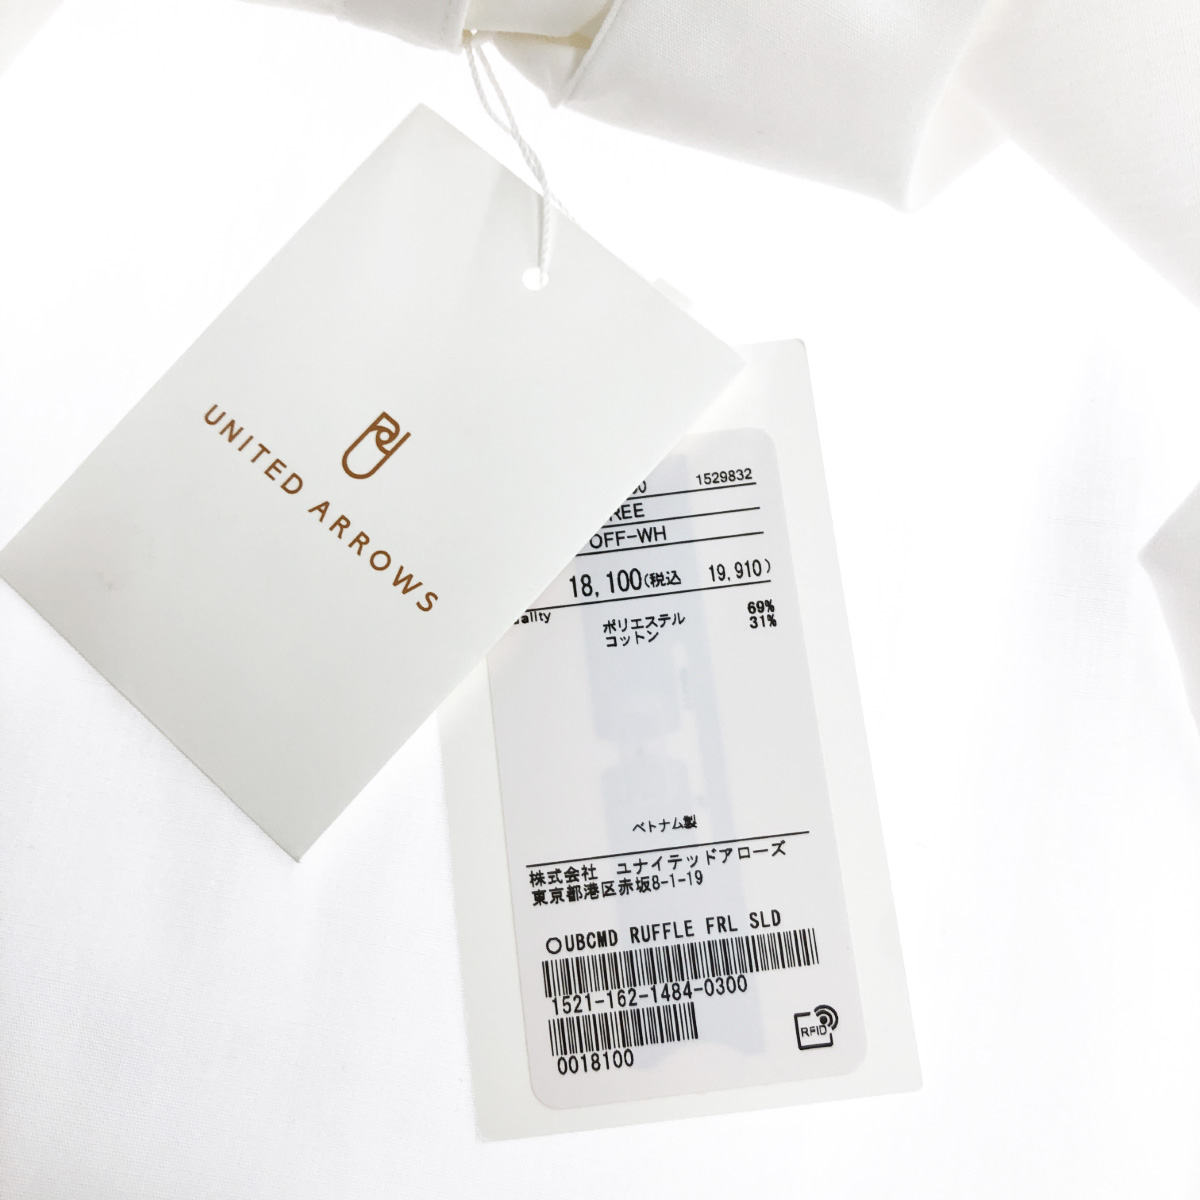 UNITED ARROWS
1529832
OFF-WH
18,100(税込 19,910)
ポリエステル 69%
コットン 31%
ベトナム製
株式会社 ユナイテッドアローズ
東京都港区赤坂8-1-19
○UBCMD RUFFLE FRL SLD
1521-162-1484-0300
0018100
RFID